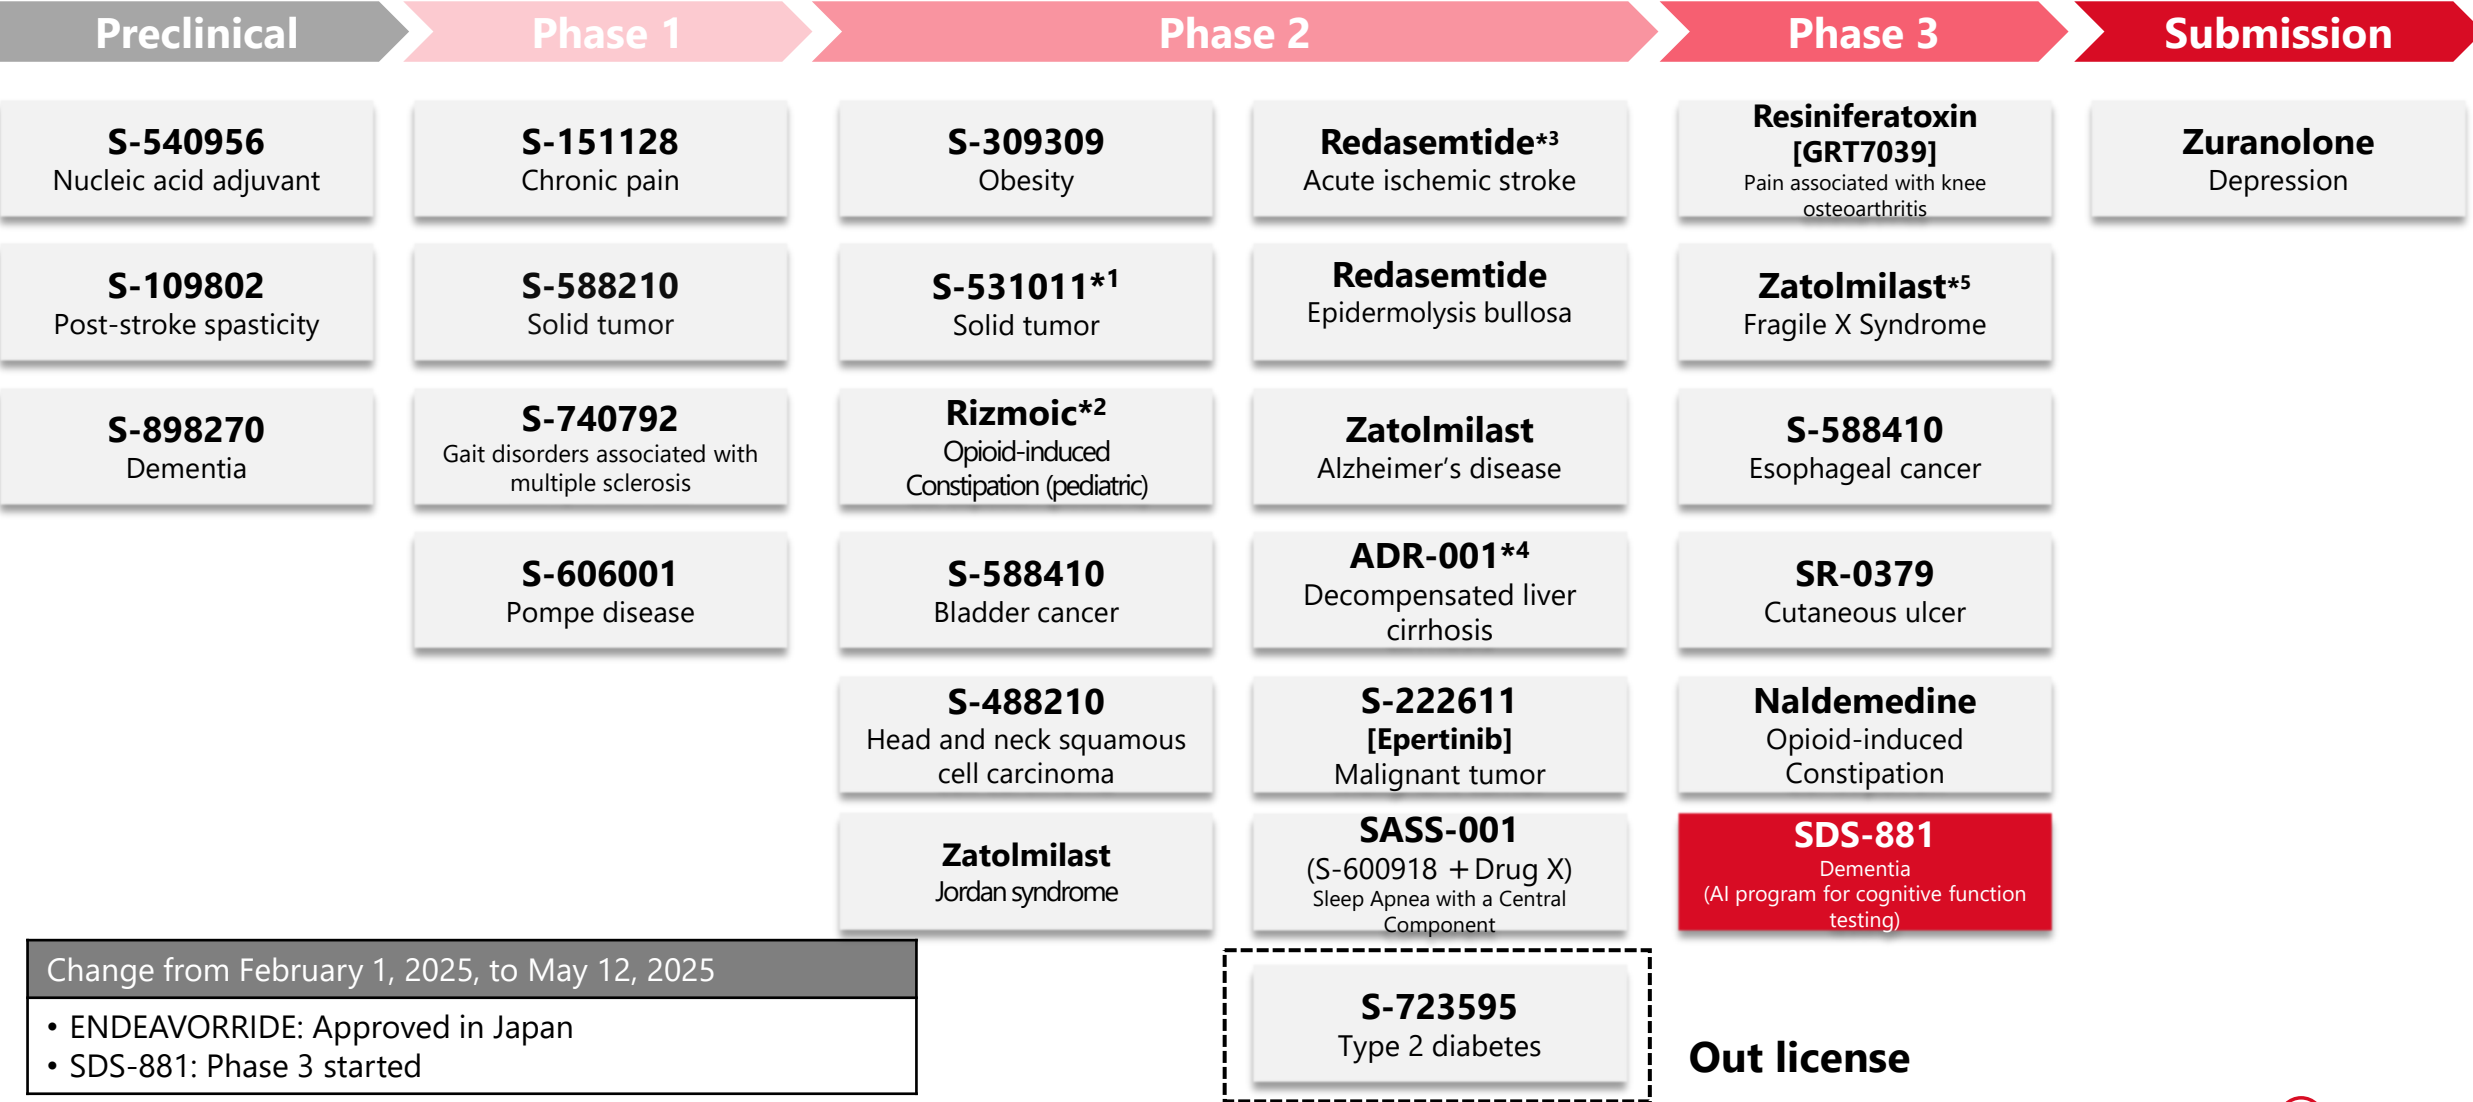 Preclinical
Phase 1
Phase 2
Phase 3
Submission
S-540956
Nucleic acid adjuvant
S-109802
Post-stroke spasticity
S-898270
Dementia
S-151128
Chronic pain
S-588210
Solid tumor
S-740792
Gait disorders associated with
multiple sclerosis
S-606001
Pompe disease
S-309309
Obesity
S-531011*1
Solid tumor
Rizmoic*2
Opioid-induced
Constipation (pediatric)
S-588410
Bladder cancer
S-488210
Head and neck squamous
cell carcinoma
Zatolmilast
Jordan syndrome
Redasemtide*3
Acute ischemic stroke
Redasemtide
Epidermolysis bullosa
Zatolmilast
Alzheimer’s disease
ADR-001*4
Decompensated liver
cirrhosis
S-222611
[Epertinib]
Malignant tumor
SASS-001
(S-600918 +Drug X)
Sleep Apnea with a Central
Component
S-723595
Type 2 diabetes
Out license
Resiniferatoxin
[GRT7039]
Pain associated with knee
osteoarthritis
Zatolmilast*5
Fragile X Syndrome
S-588410
Esophageal cancer
SR-0379
Cutaneous ulcer
Naldemedine
Opioid-induced
Constipation
SDS-881
Dementia
(AI program for cognitive function
testing)
Zuranolone
Depression
Change from February 1, 2025, to May 12, 2025
• ENDEAVORRIDE: Approved in Japan
• SDS-881: Phase 3 started